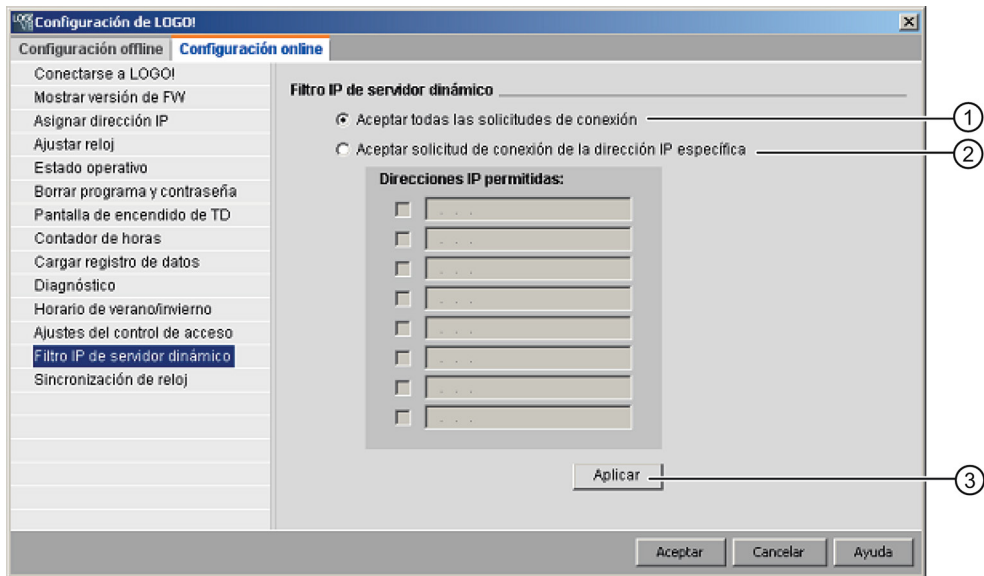 Configuración de LOGO!
Configuración offline Configuración online
Conectarse a LOGO!
Mostrar versión de FW
Asignar dirección IP
Ajustar reloj
Estado operativo
Borrar programa y contraseña
Pantalla de encendido de TD
Contador de horas
Cargar registro de datos
Diagnóstico
Horario de verano/invierno
Ajustes del control de acceso
Filtro IP de servidor dinámico
Sincronización de reloj
Filtro IP de servidor dinámico
Aceptar todas las solicitudes de conexión
1
Aceptar solicitud de conexión de la dirección IP específica
2
Direcciones IP permitidas:
. . .
. . .
. . .
. . .
. . .
. . .
. . .
. . .
Aplicar
3
Aceptar Cancelar Ayuda